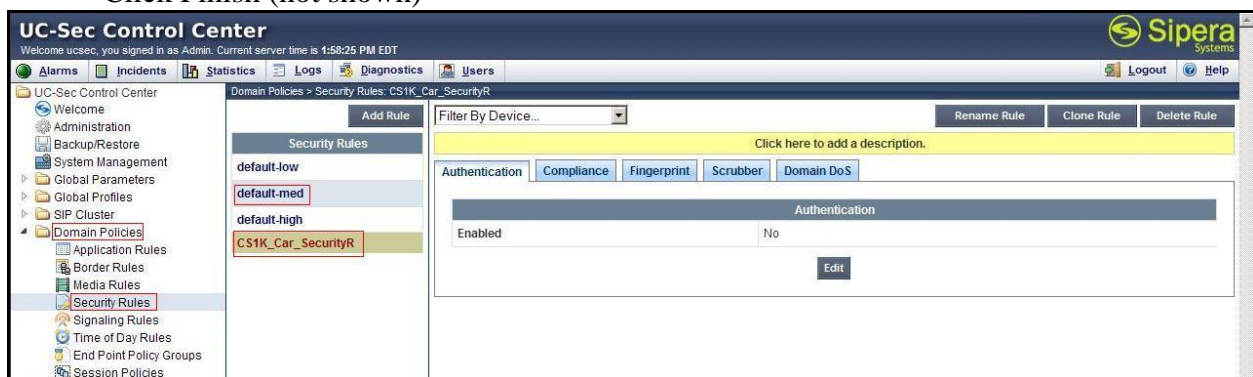 Click Finish (not shown)
UC-Sec Control Center
Welcome ucsec, you signed in as Admin. Current server time is 1:58:25 PM EDT
Sipera
Systems
Alarms Incidents Statistics Logs Diagnostics Users Logout Help
UC-Sec Control Center
Welcome
Administration
Backup/Restore
System Management
Global Parameters
Global Profiles
SIP Cluster
Domain Policies
Application Rules
Border Rules
Media Rules
Security Rules
Signaling Rules
Time of Day Rules
End Point Policy Groups
Session Policies
Domain Policies > Security Rules: CS1K_Car_SecurityR
Add Rule
Security Rules
default-low
default-med
default-high
CS1K_Car_SecurityR
Filter By Device...
Rename Rule Clone Rule Delete Rule
Click here to add a description.
Authentication Compliance Fingerprint Scrubber Domain DoS
Authentication
Enabled No
Edit